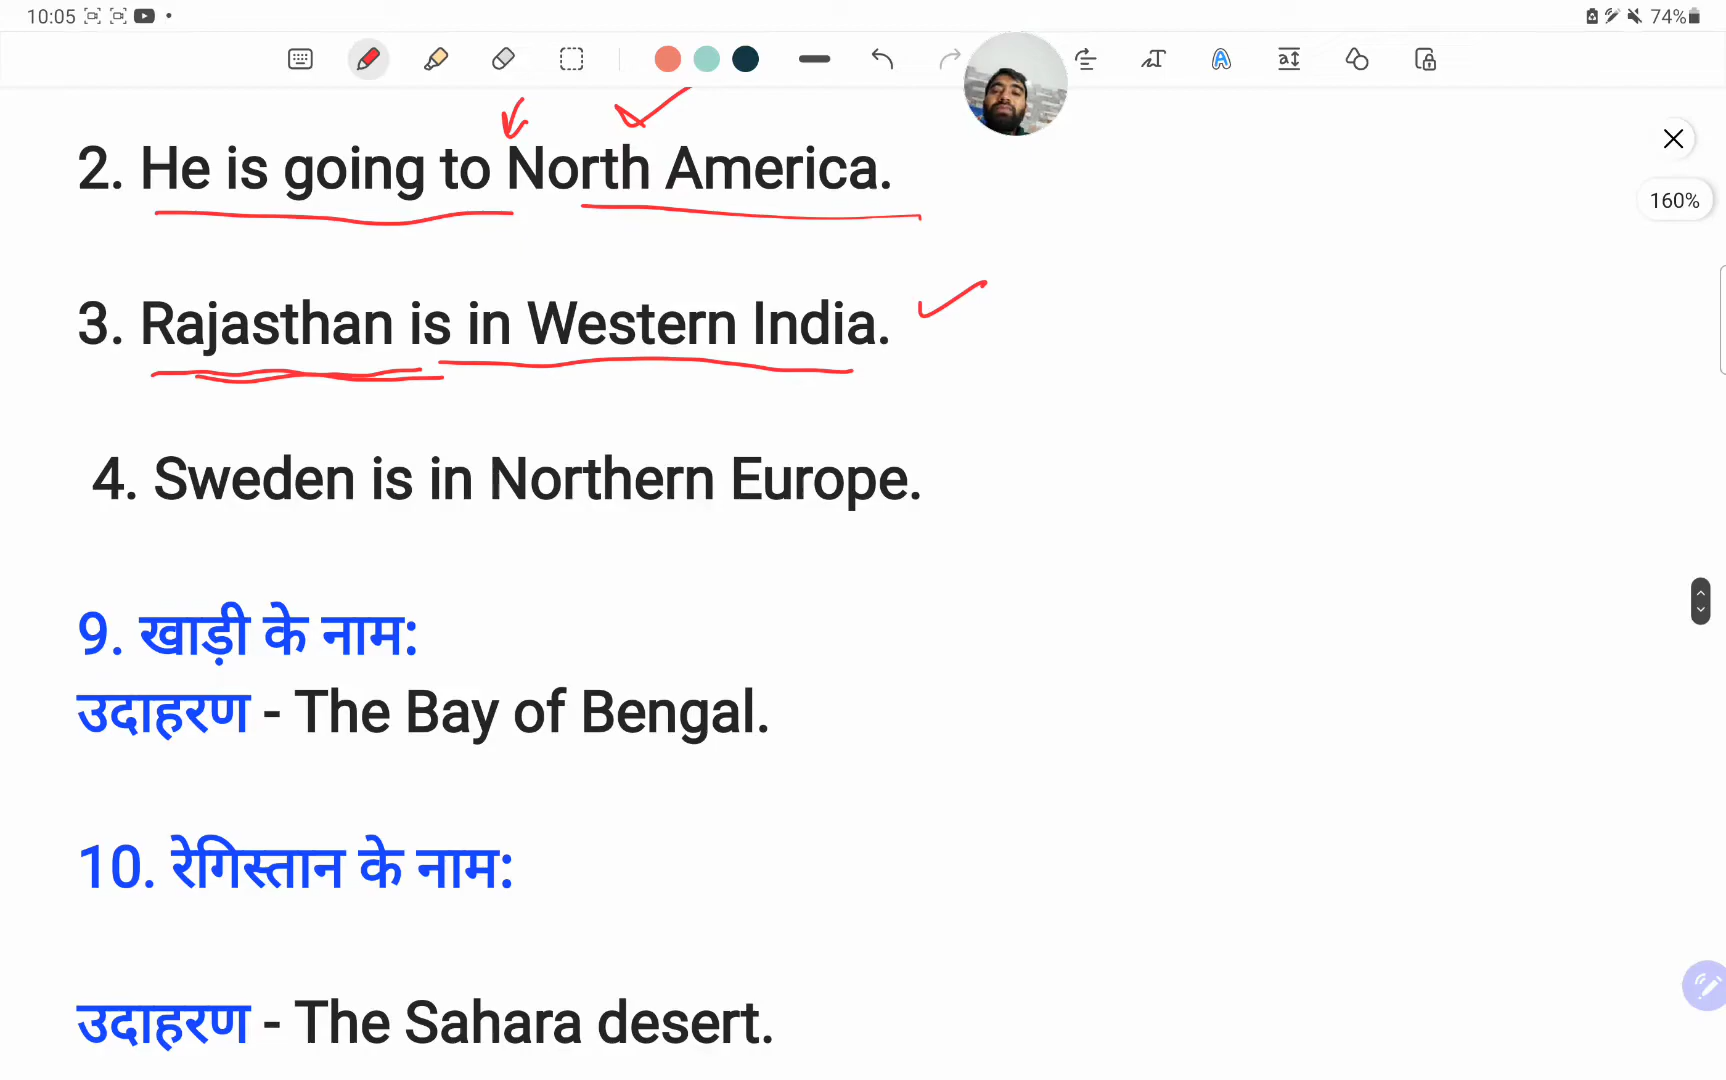 10:05
74%
2. He is going to North America.
160%
3. Rajasthan is in Western India.
4. Sweden is in Northern Europe.
9. खाड़ी के नाम:
उदाहरण - The Bay of Bengal.
10. रेगिस्तान के नाम:
उदाहरण - The Sahara desert.